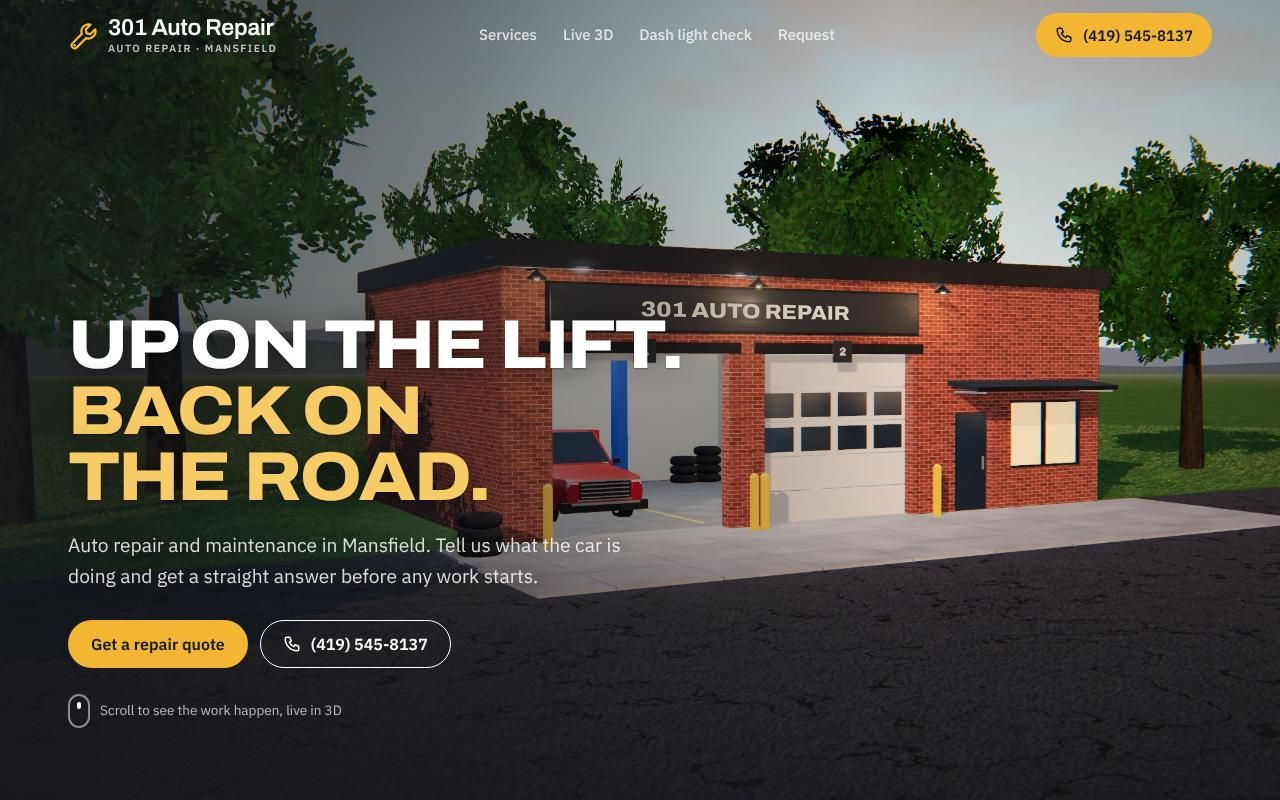 301 Auto Repair
AUTO REPAIR · MANSFIELD
Services
Live 3D
Dash light check
Request
(419) 545-8137
301 AUTO REPAIR
2
UP ON THE LIFT.
BACK ON
THE ROAD.
Auto repair and maintenance in Mansfield. Tell us what the car is
doing and get a straight answer before any work starts.
Get a repair quote
(419) 545-8137
Scroll to see the work happen, live in 3D